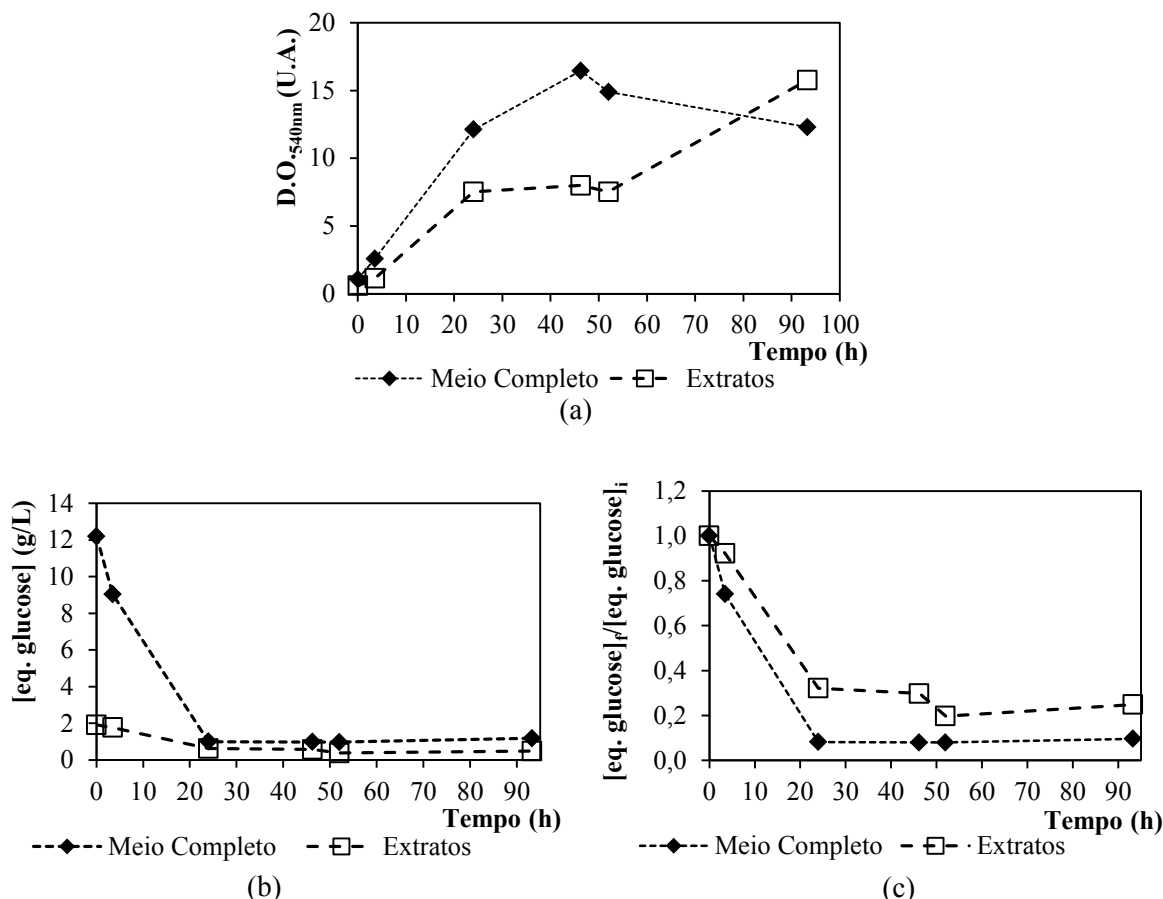 20
15
10
5
0
D.O.540nm (U.A.)
0 10 20 30 40 50 60 70 80 90 100
Tempo (h)
Meio Completo Extratos
(a)
14
12
10
8
6
4
2
0
[eq. glucose] (g/L)
0 10 20 30 40 50 60 70 80 90
Tempo (h)
Meio Completo Extratos
(b)
1,2
1,0
0,8
0,6
0,4
0,2
0,0
[eq. glucose]f/[eq. glucose]i
0 10 20 30 40 50 60 70 80 90
Tempo (h)
Meio Completo Extratos
(c)